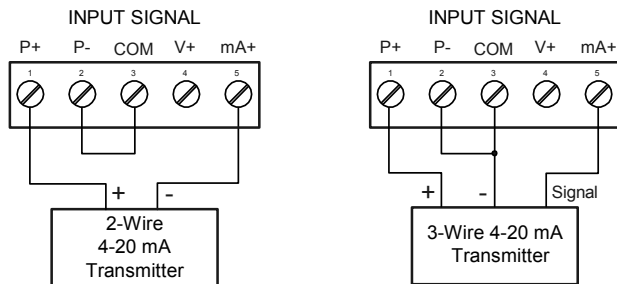 INPUT SIGNAL
P+ P- COM V+ mA+
1 2 3 4 5
+ -
2-Wire
4-20 mA
Transmitter
INPUT SIGNAL
P+ P- COM V+ mA+
1 2 3 4 5
+ - Signal
3-Wire 4-20 mA
Transmitter